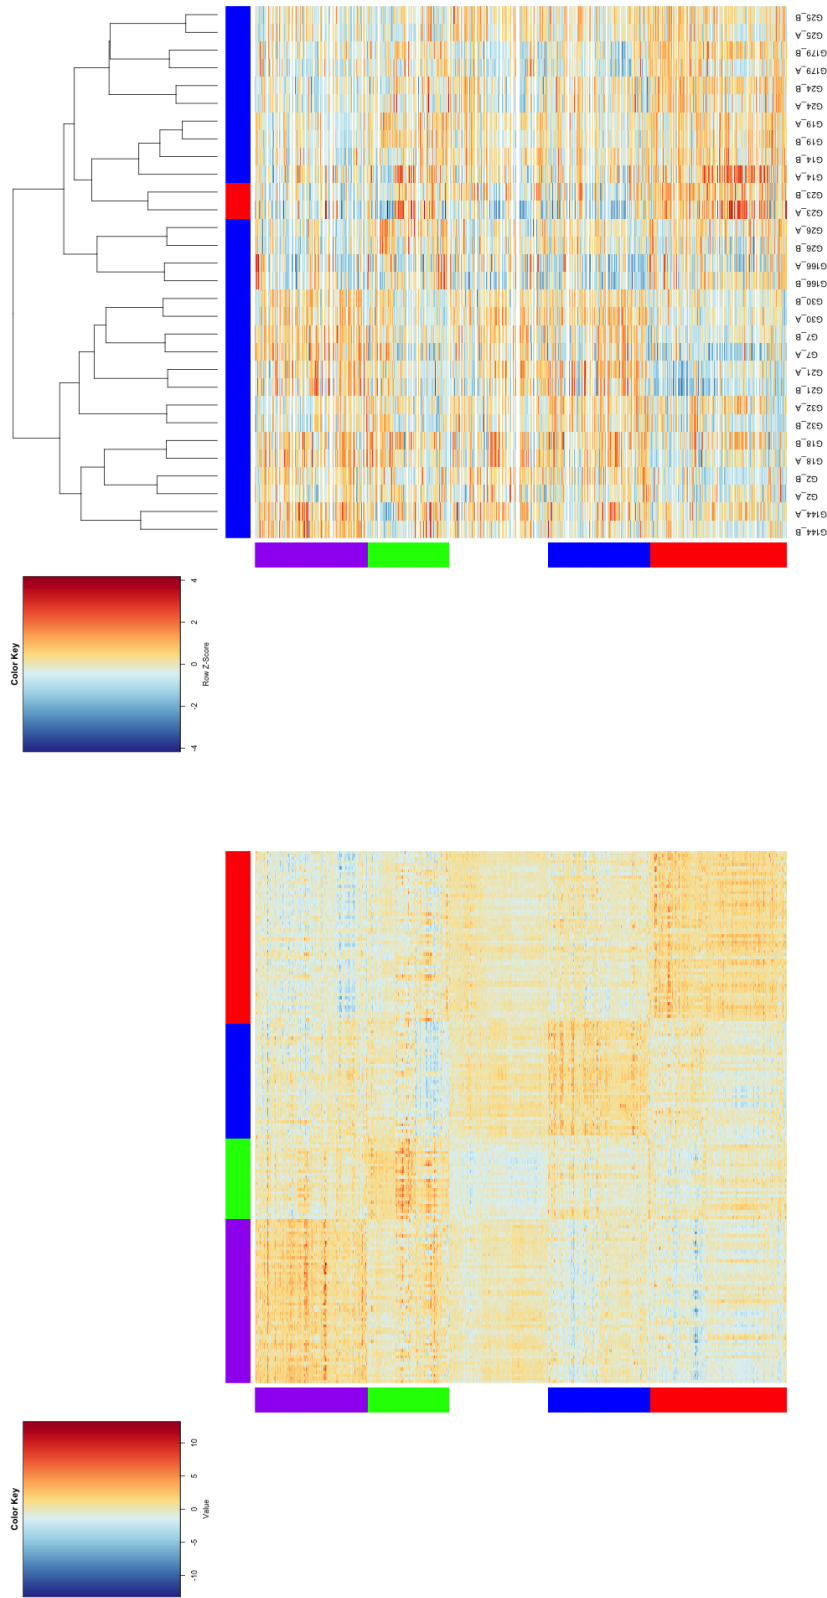 G25_B
G25_A
G179_B
G179_A
G24_B
G24_A
G19_A
G19_B
G14_B
G14_A
G23_B
G23_A
G26_A
G26_B
G166_A
G166_B
G30_B
G30_A
G7_B
G7_A
G21_A
G21_B
G32_A
G32_B
G18_B
G18_A
G2_B
G2_A
G144_A
G144_B
Color Key
4
2
0
-2
-4
Row Z-Score
Color Key
10
5
0
-5
-10
Value